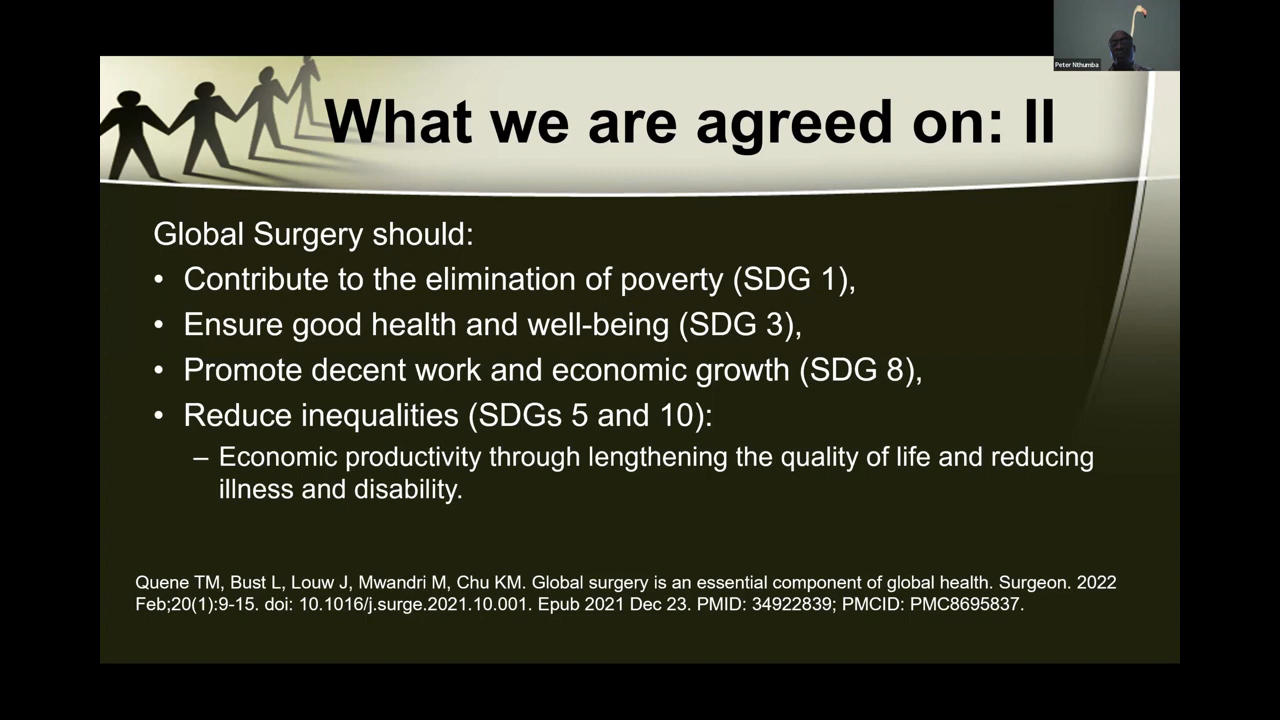 Peter Nthumba
What we are agreed on: II
Global Surgery should:
• Contribute to the elimination of poverty (SDG 1),
• Ensure good health and well-being (SDG 3),
• Promote decent work and economic growth (SDG 8),
• Reduce inequalities (SDGs 5 and 10):
– Economic productivity through lengthening the quality of life and reducing
illness and disability.
Quene TM, Bust L, Louw J, Mwandri M, Chu KM. Global surgery is an essential component of global health. Surgeon. 2022
Feb;20(1):9-15. doi: 10.1016/j.surge.2021.10.001. Epub 2021 Dec 23. PMID: 34922839; PMCID: PMC8695837.